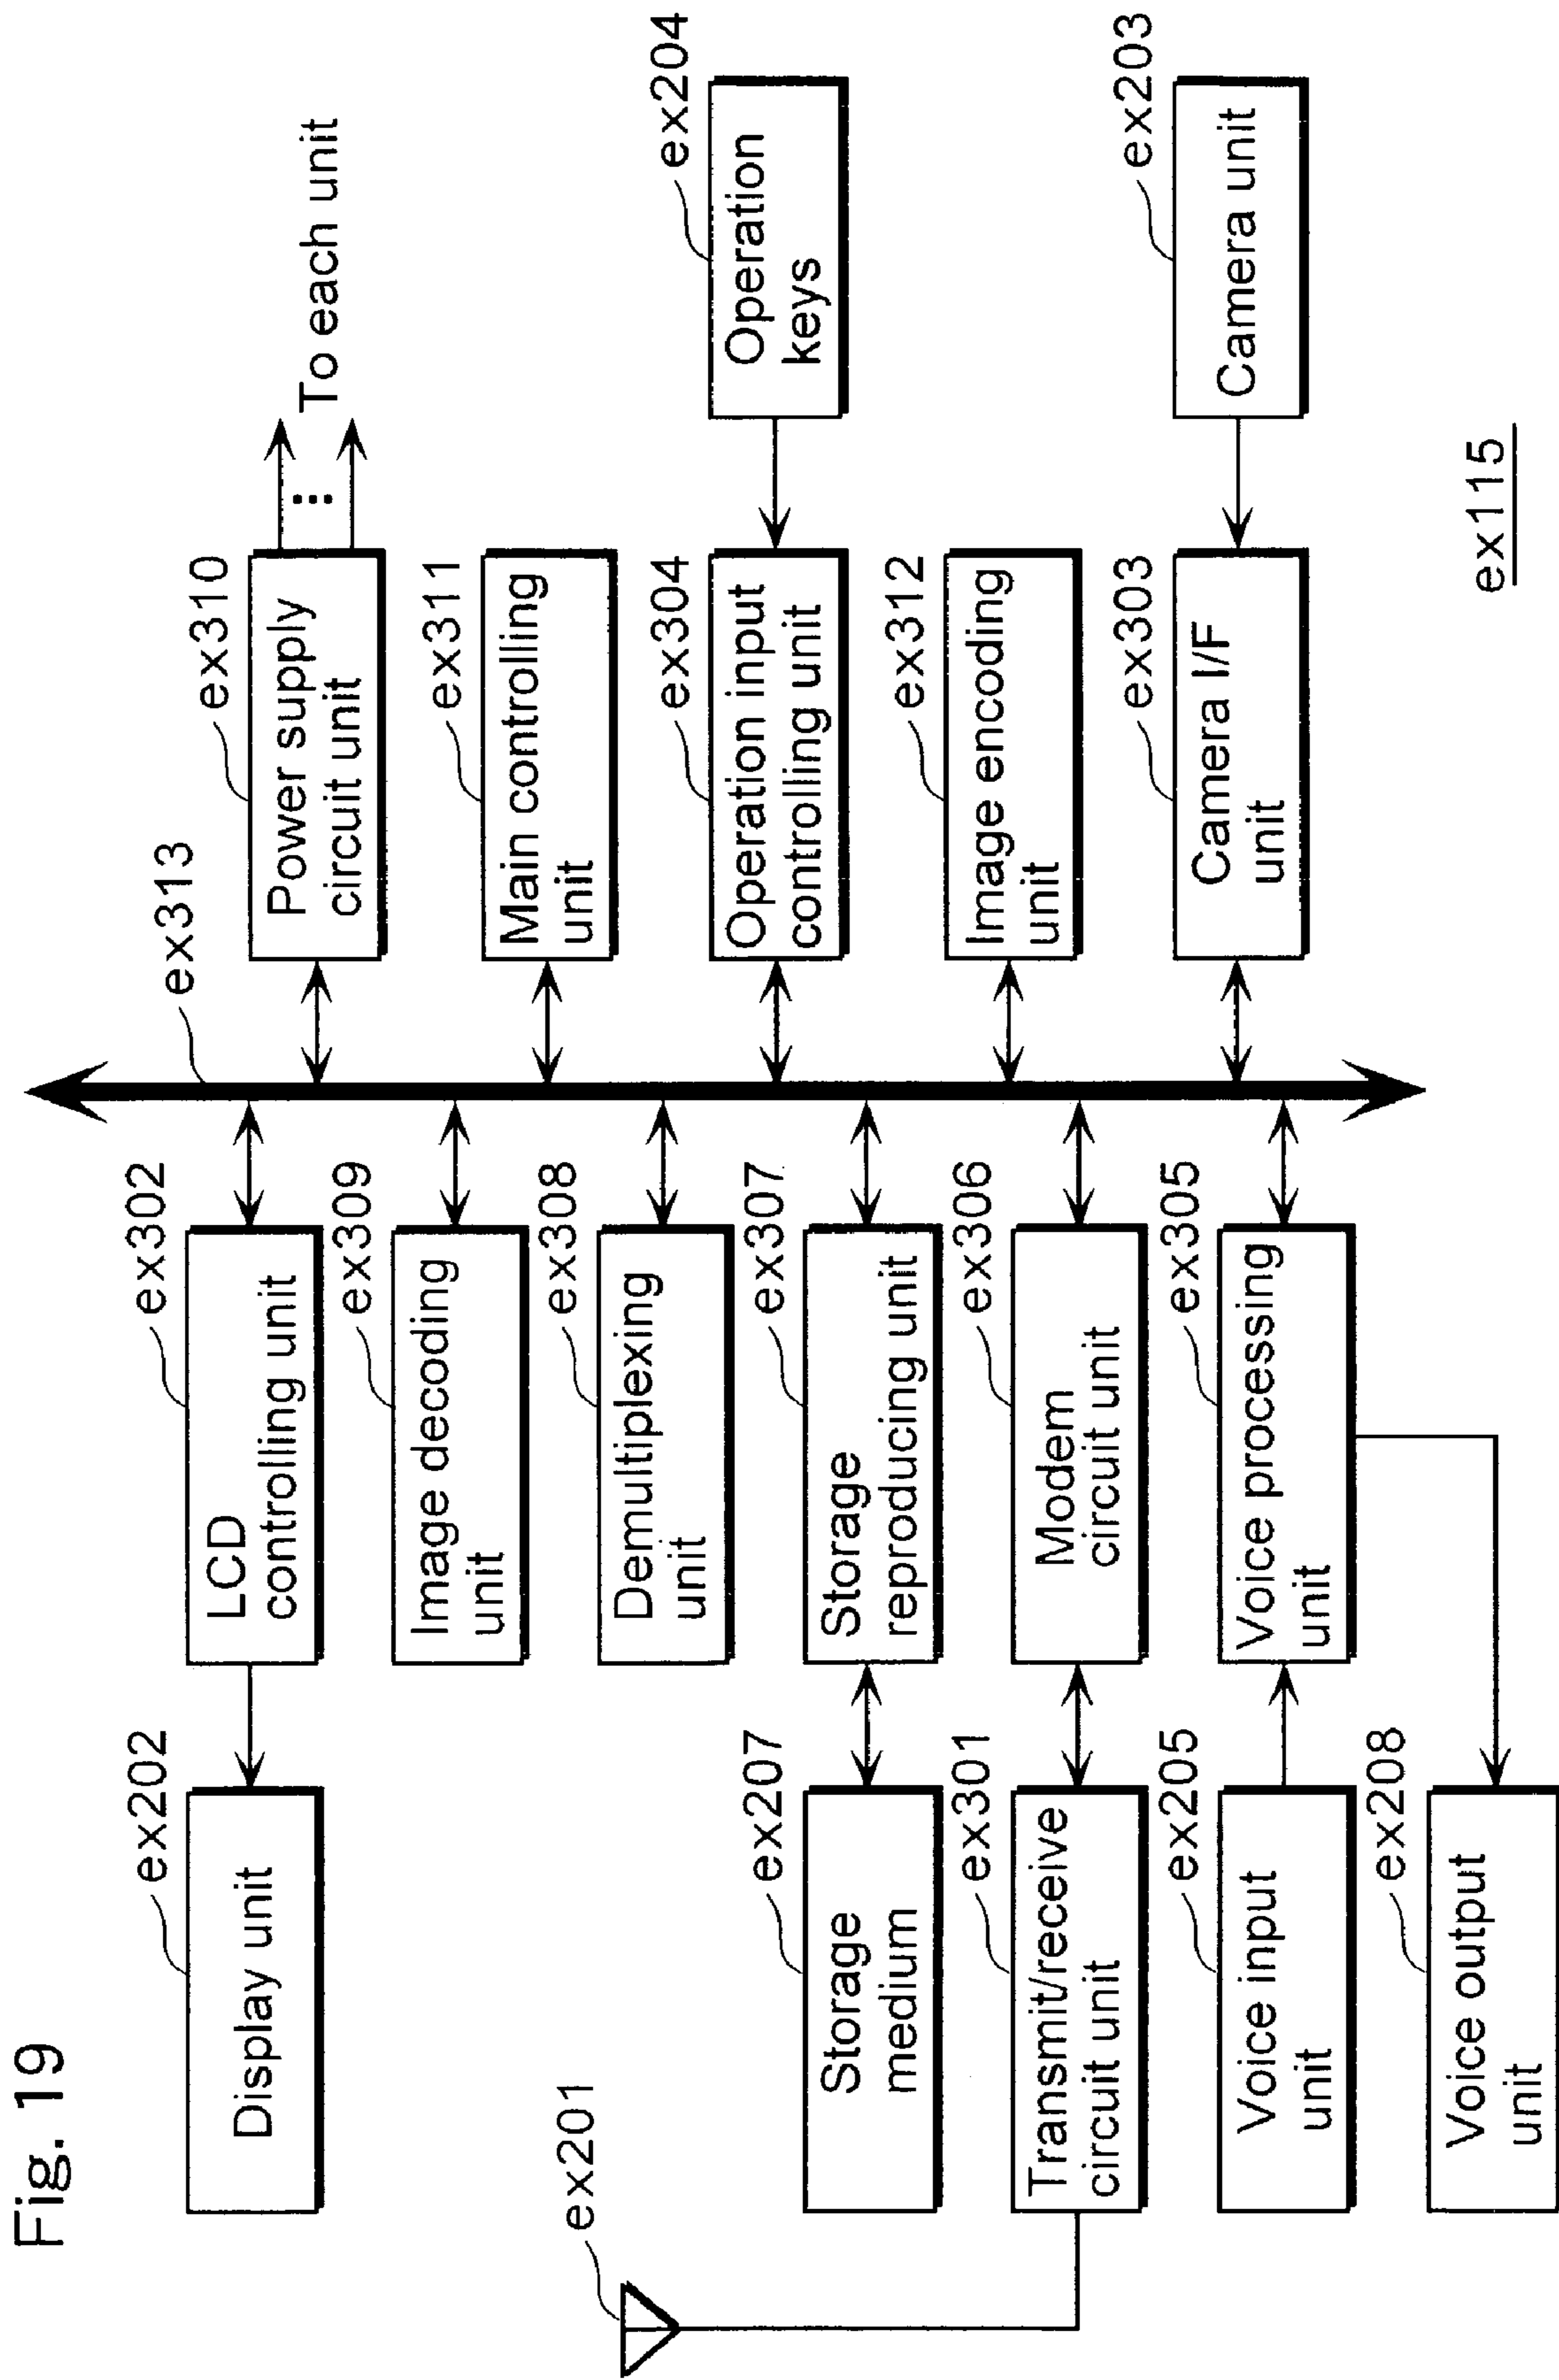 Fig. 19
ex201
ex202
Display unit
ex207
Storage
medium
ex301
Transmit/receive
circuit unit
ex205
Voice input
unit
ex208
Voice output
unit
ex302
LCD
controlling unit
ex309
Image decoding
unit
ex308
Demultiplexing
unit
ex307
Storage
reproducing unit
ex306
Modem
circuit unit
ex305
Voice processing
unit
ex313
ex310
Power supply
circuit unit
To each unit
ex311
Main controlling
unit
ex304
Operation input
controlling unit
ex204
Operation
keys
ex312
Image encoding
unit
ex303
Camera I/F
unit
ex203
Camera unit
ex115